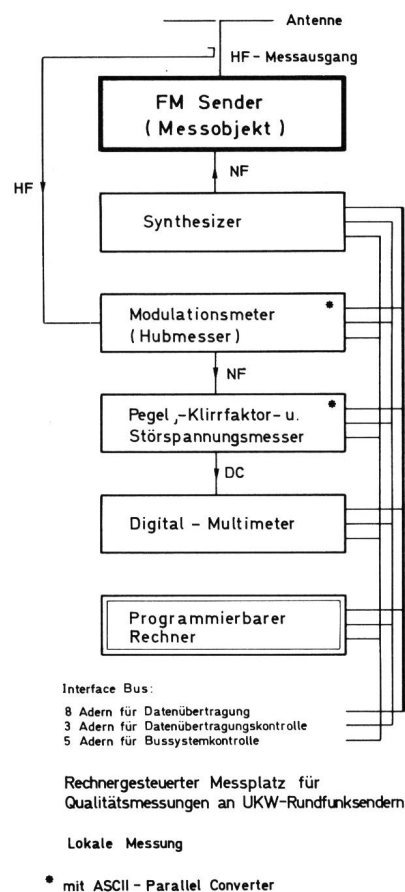 Antenne
HF - Messausgang
FM Sender
( Messobjekt )
NF
HF
Synthesizer
Modulationsmeter *
( Hubmesser )
NF
Pegel,-Klirrfaktor- u. *
Störspannungsmesser
DC
Digital - Multimeter
Programmierbarer
Rechner
Interface Bus:
8 Adern für Datenübertragung
3 Adern für Datenübertragungskontrolle
5 Adern für Bussystemkontrolle
Rechnergesteuerter Messplatz für
Qualitätsmessungen an UKW-Rundfunksendern
Lokale Messung
* mit ASCII - Parallel Converter